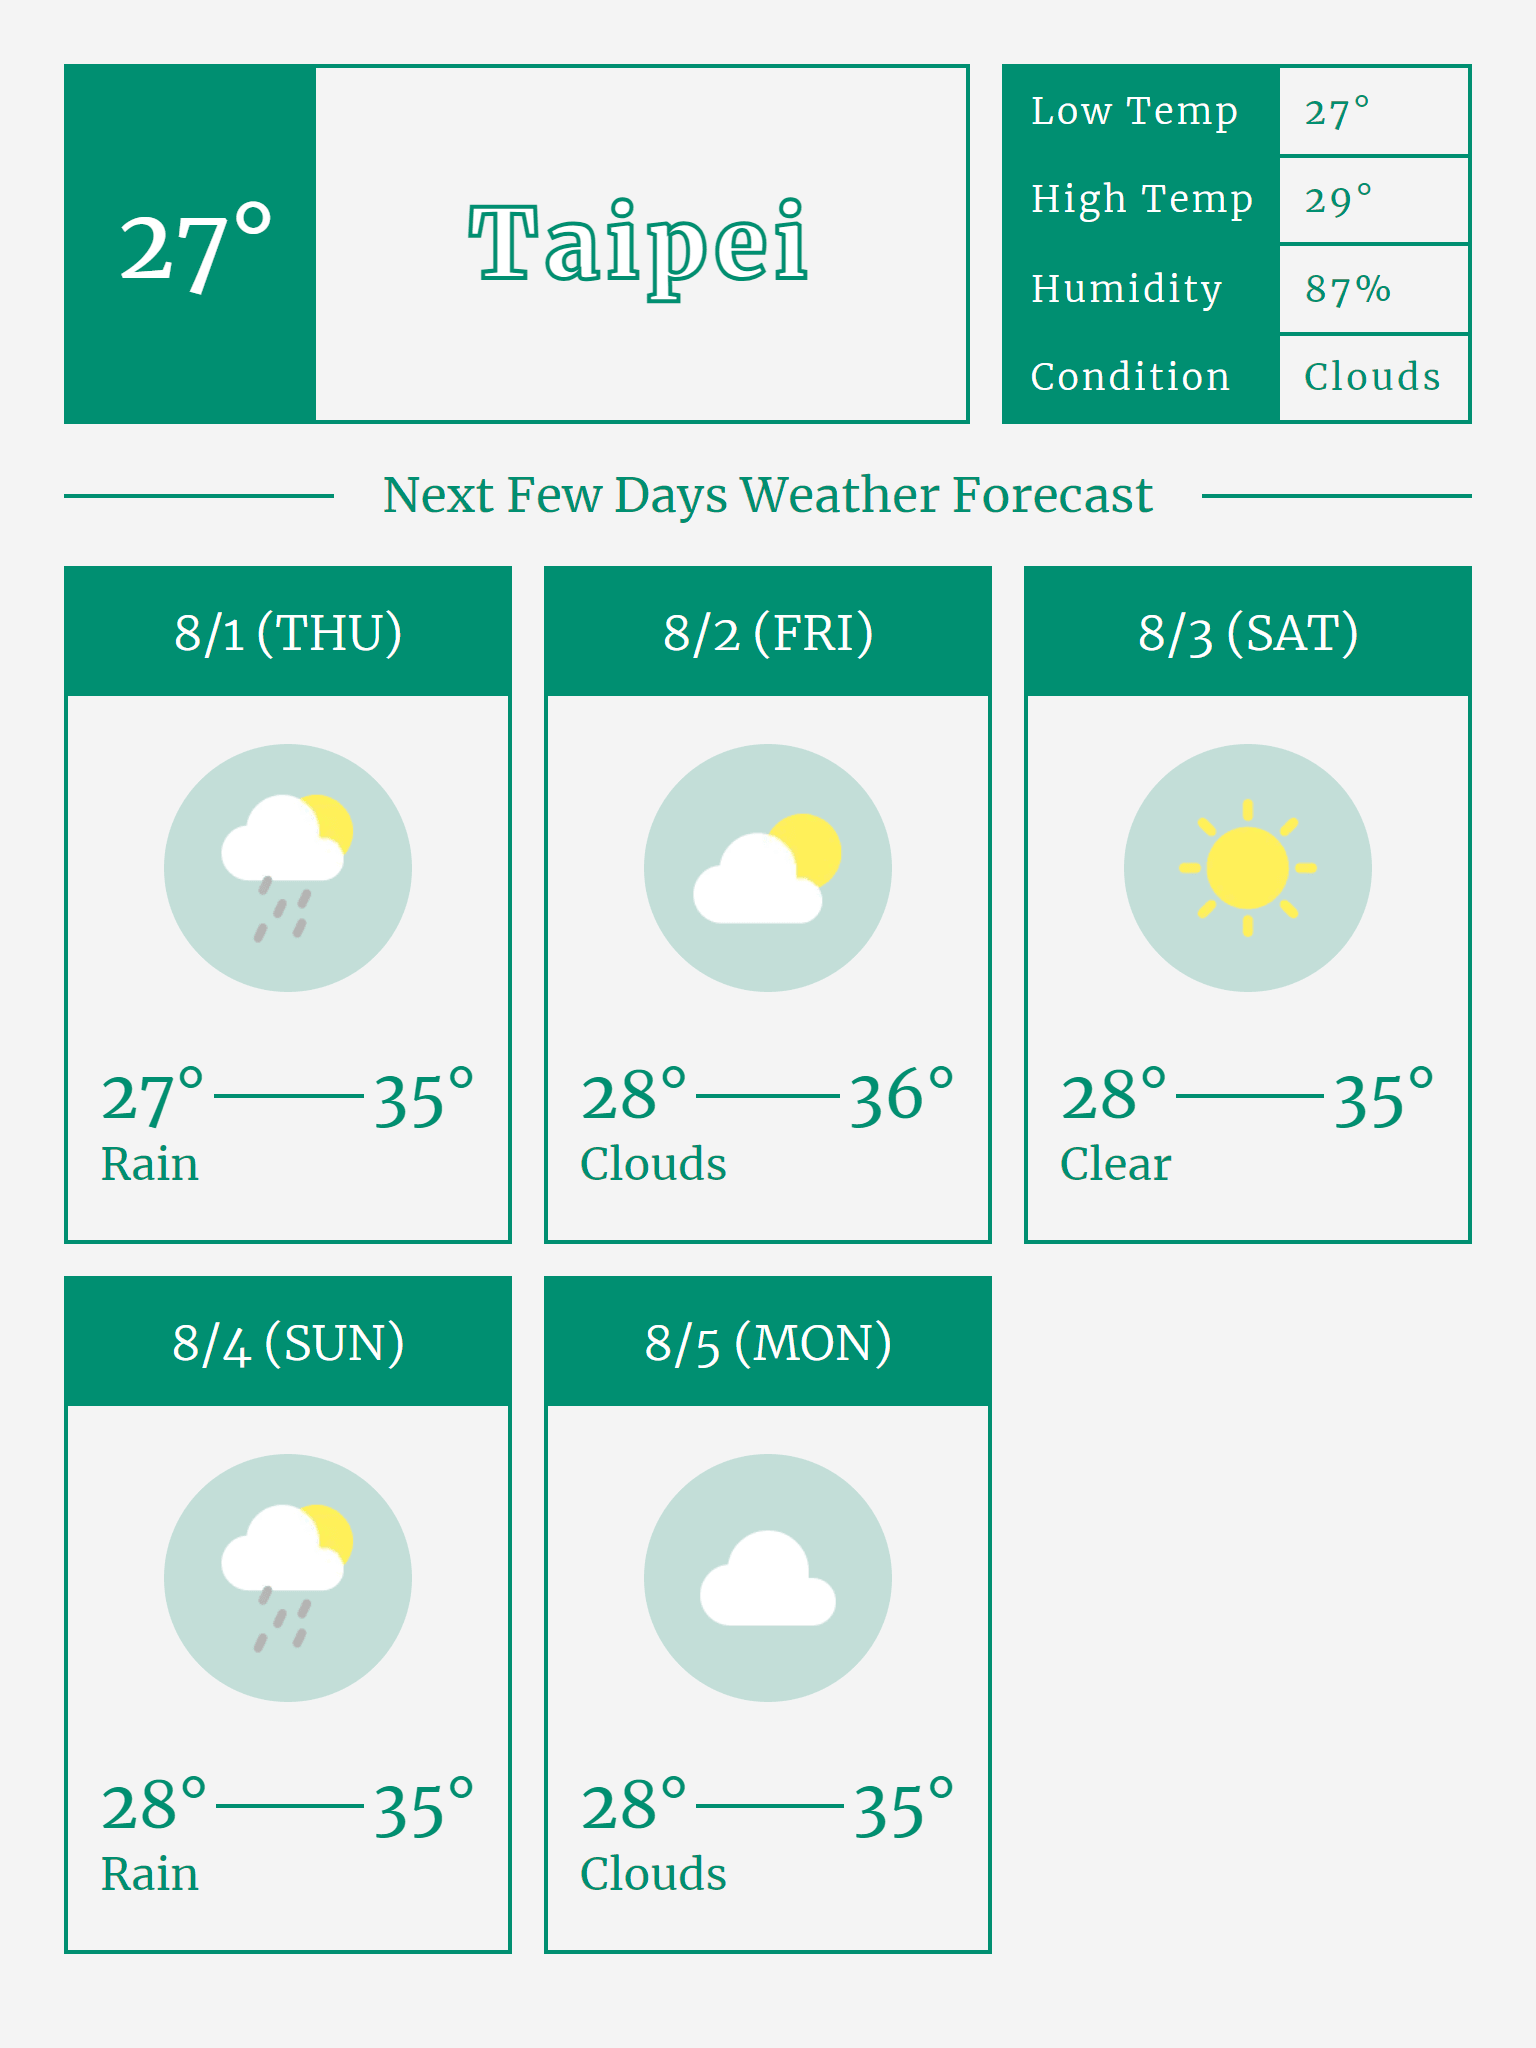 27°
Taipei
Low Temp 27°
High Temp 29°
Humidity 87%
Condition Clouds
Next Few Days Weather Forecast
8/1 (THU)
27° 35°
Rain
8/2 (FRI)
28° 36°
Clouds
8/3 (SAT)
28° 35°
Clear
8/4 (SUN)
28° 35°
Rain
8/5 (MON)
28° 35°
Clouds